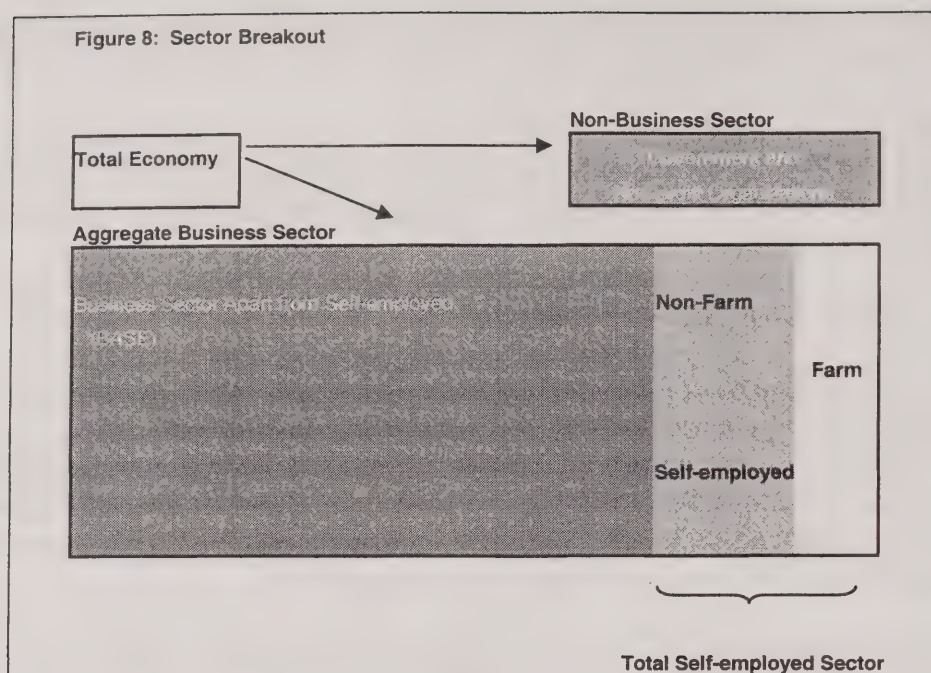 Figure 8: Sector Breakout
Non-Business Sector
Total Economy
Aggregate Business Sector
Business Sector Apart from Self-employed
(BASE)
Non-Farm
Farm
Self-employed
Total Self-employed Sector